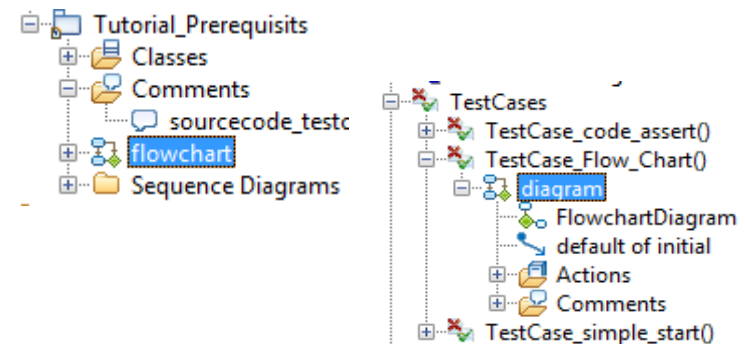 Tutorial_Prerequisits
Classes
Comments
sourcecode_testc
flowchart
Sequence Diagrams
TestCases
TestCase_code_assert()
TestCase_Flow_Chart()
diagram
FlowchartDiagram
default of initial
Actions
Comments
TestCase_simple_start()